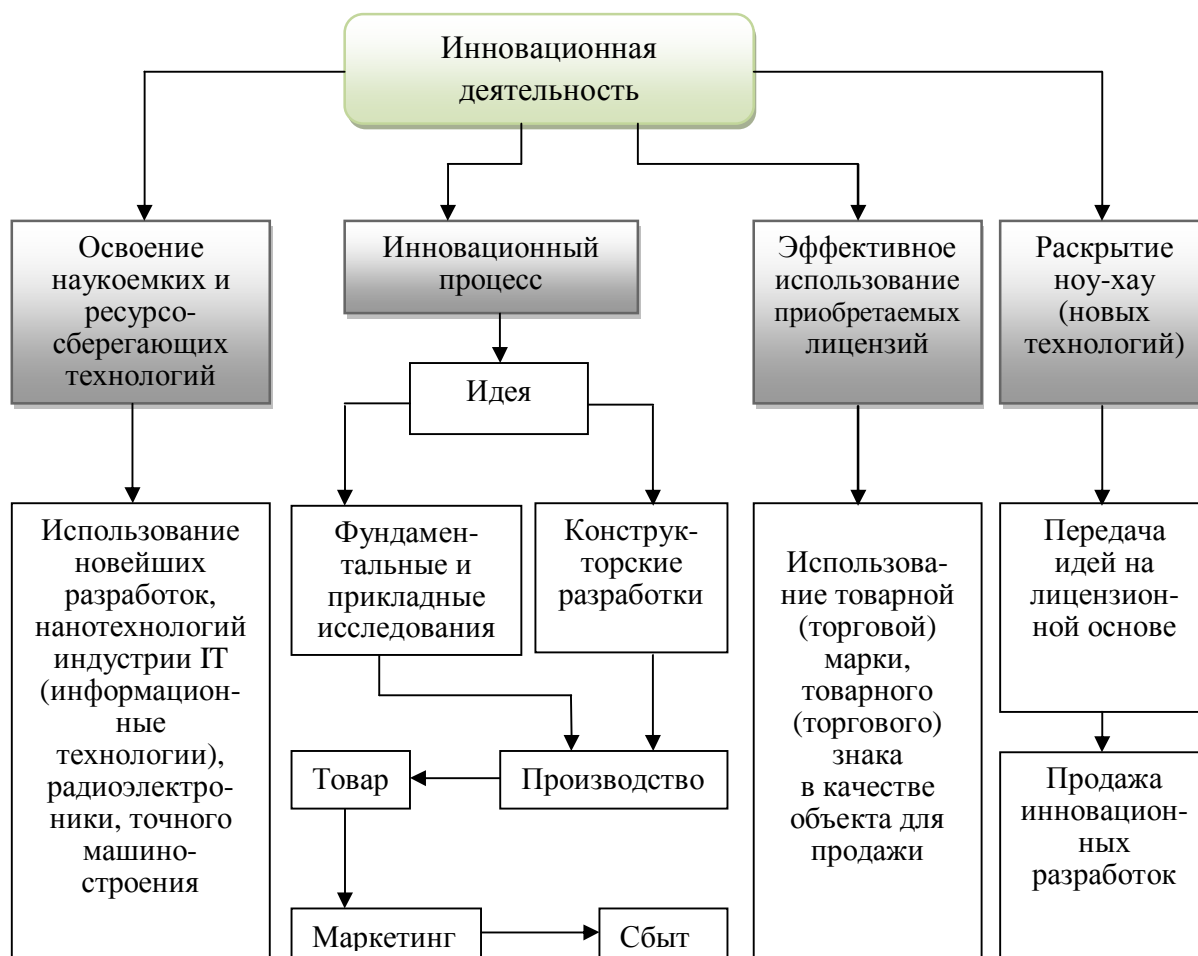 Инновационная
деятельность
Освоение
наукоемких и
ресурсо-
сберегающих
технологий
Инновационный
процесс
Эффективное
использование
приобретаемых
лицензий
Раскрытие
ноу-хау
(новых
технологий)
Идея
Использование
новейших
разработок,
нанотехнологий
индустрии IT
(информацион-
ные
технологии),
радиоэлектро-
ники, точного
машино-
строения
Фундамен-
тальные и
прикладные
исследования
Конструк-
торские
разработки
Использова-
ние товарной
(торговой)
марки,
товарного
(торгового)
знака
в качестве
объекта для
продажи
Передача
идей на
лицензион-
ной основе
Товар
Производство
Продажа
инновацион-
ных
разработок
Маркетинг
Сбыт